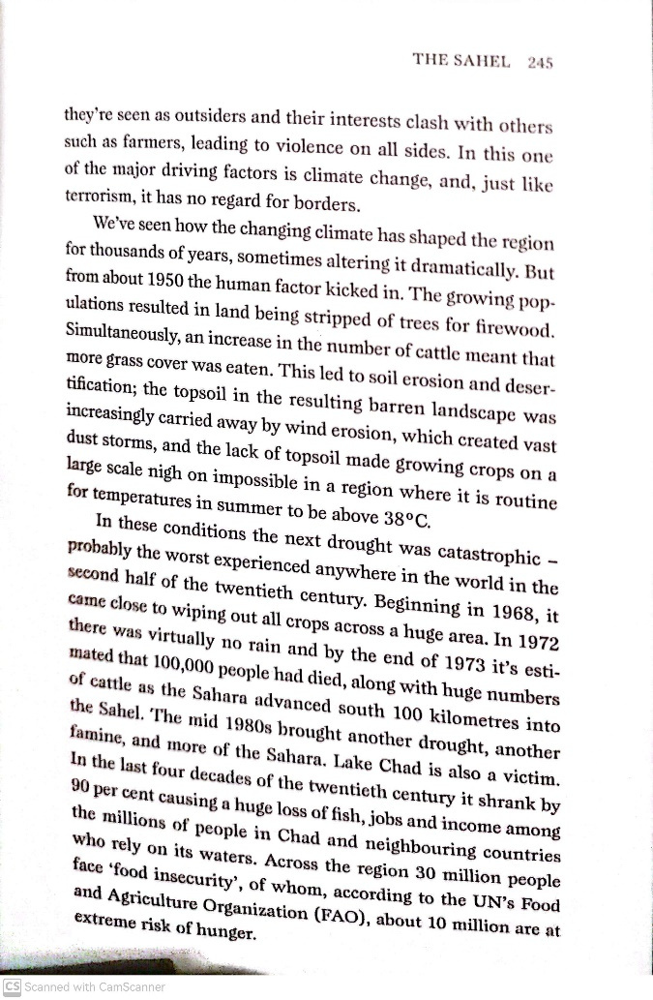 THE SAHEL 245
they're seen as outsiders and their interests clash with others
such as farmers, leading to violence on all sides. In this one
of the major driving factors is climate change, and, just like
terrorism, it has no regard for borders.
We've seen how the changing climate has shaped the region
for thousands of years, sometimes altering it dramatically. But
from about 1950 the human factor kicked in. The growing pop-
ulations resulted in land being stripped of trees for firewood.
Simultaneously, an increase in the number of cattle meant that
more grass cover was eaten. This led to soil erosion and deser-
tification; the topsoil in the resulting barren landscape was
increasingly carried away by wind erosion, which created vast
dust storms, and the lack of topsoil made growing crops on a
large scale nigh on impossible in a region where it is routine
for temperatures in summer to be above 38°C.
In these conditions the next drought was catastrophic –
probably the worst experienced anywhere in the world in the
second half of the twentieth century. Beginning in 1968, it
came close to wiping out all crops across a huge area. In 1972
there was virtually no rain and by the end of 1973 it's esti-
mated that 100,000 people had died, along with huge numbers
of cattle as the Sahara advanced south 100 kilometres into
the Sahel. The mid 1980s brought another drought, another
famine, and more of the Sahara. Lake Chad is also a victim.
In the last four decades of the twentieth century it shrank by
90 per cent causing a huge loss of fish, jobs and income among
the millions of people in Chad and neighbouring countries
who rely on its waters. Across the region 30 million people
face 'food insecurity', of whom, according to the UN's Food
and Agriculture Organization (FAO), about 10 million are at
extreme risk of hunger.
CS Scanned with CamScanner